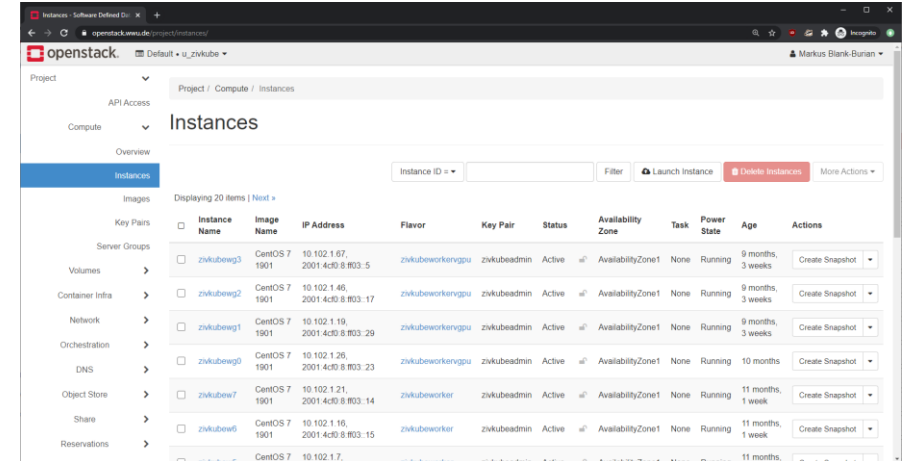 Instances - Software Defined Dat
openstack.wwu.de/project/instances/
Incognito
openstack.
Default • u_zivkube
Markus Blank-Burian
Project
API Access
Compute
Overview
Instances
Images
Key Pairs
Server Groups
Volumes
Container Infra
Network
Orchestration
DNS
Object Store
Share
Reservations
Project / Compute / Instances
Instances
Instance ID =
Filter
Launch Instance
Delete Instances
More Actions
Displaying 20 items | Next »
Instance Name Image Name IP Address Flavor Key Pair Status Availability Zone Task Power State Age Actions
zivkubewg3 CentOS 7 1901 10.102.1.67, 2001:4cf0:8:ff03::5 zivkubeworkervgpu zivkubeadmin Active AvailabilityZone1 None Running 9 months, 3 weeks Create Snapshot
zivkubewg2 CentOS 7 1901 10.102.1.46, 2001:4cf0:8:ff03::17 zivkubeworkervgpu zivkubeadmin Active AvailabilityZone1 None Running 9 months, 3 weeks Create Snapshot
zivkubewg1 CentOS 7 1901 10.102.1.19, 2001:4cf0:8:ff03::29 zivkubeworkervgpu zivkubeadmin Active AvailabilityZone1 None Running 9 months, 3 weeks Create Snapshot
zivkubewg0 CentOS 7 1901 10.102.1.26, 2001:4cf0:8:ff03::23 zivkubeworkervgpu zivkubeadmin Active AvailabilityZone1 None Running 10 months Create Snapshot
zivkubew7 CentOS 7 1901 10.102.1.21, 2001:4cf0:8:ff03::14 zivkubeworker zivkubeadmin Active AvailabilityZone1 None Running 11 months, 1 week Create Snapshot
zivkubew6 CentOS 7 1901 10.102.1.16, 2001:4cf0:8:ff03::15 zivkubeworker zivkubeadmin Active AvailabilityZone1 None Running 11 months, 1 week Create Snapshot
CentOS 7 10.102.1.7, 11 months,